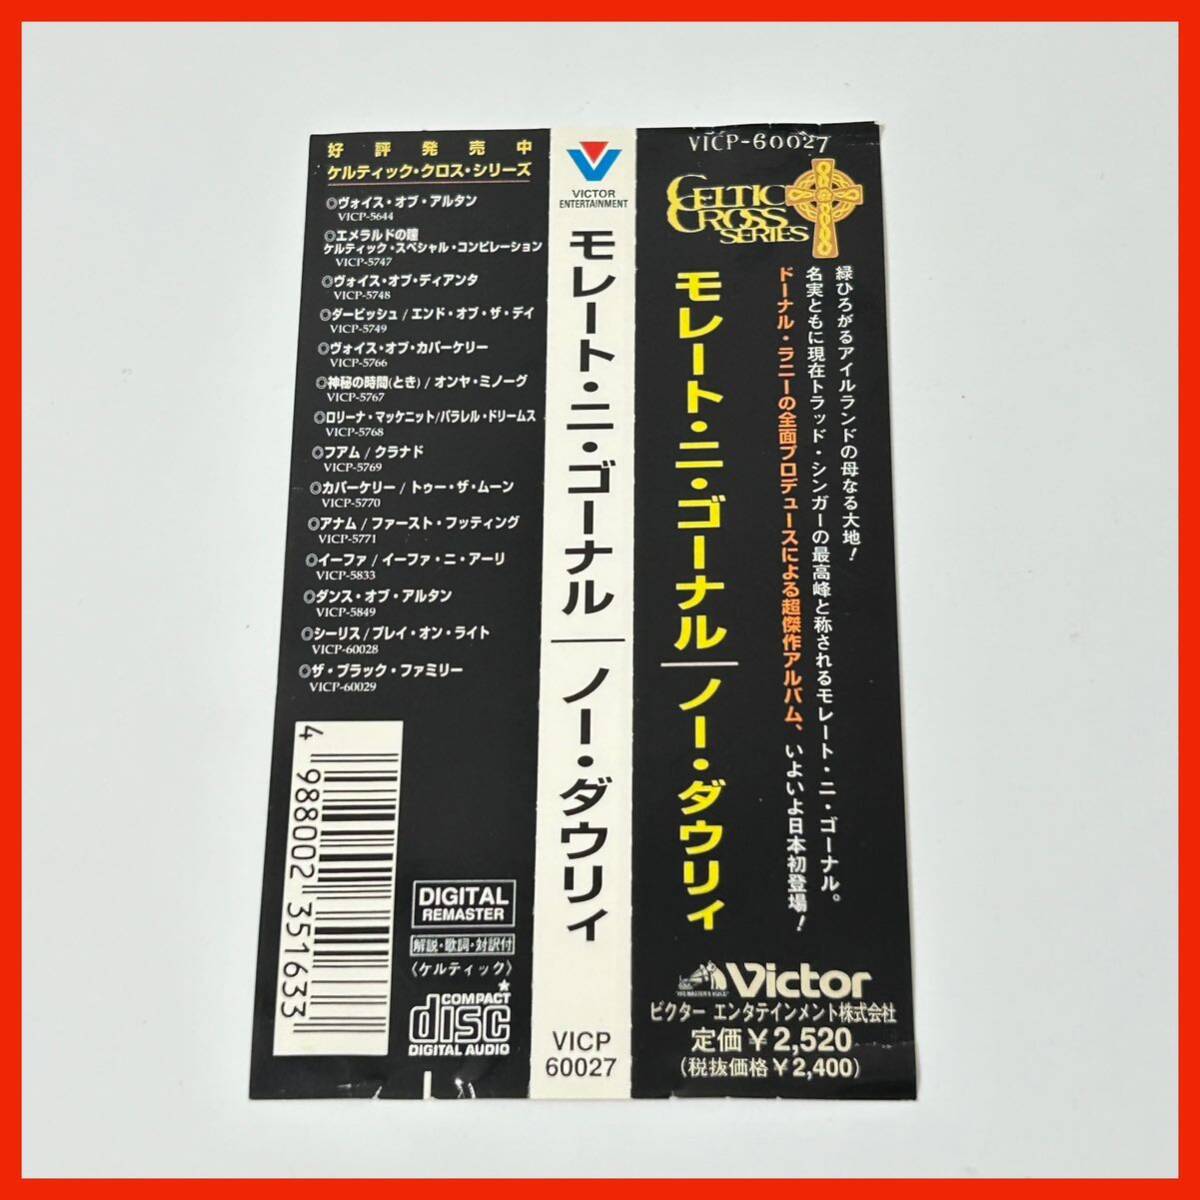 好評発売中
ケルティック・クロス・シリーズ
◎ヴォイス・オブ・アルタン
VICP-5644
◎エメラルドの瞳
ケルティック・スペシャル・コンピレーション
VICP-5747
◎ヴォイス・オブ・ディアンタ
VICP-5748
◎ダービッシュ / エンド・オブ・ザ・デイ
VICP-5749
◎ヴォイス・オブ・カパーケリー
VICP-5766
◎神秘の時間(とき) / オンヤ・ミノーグ
VICP-5767
◎ロリーナ・マッケニット/パラレル・ドリームス
VICP-5768
◎フアム / クラナド
VICP-5769
◎カパーケリー / トゥー・ザ・ムーン
VICP-5770
◎アナム / ファースト・フッティング
VICP-5771
◎イーファ / イーファ・ニ・アーリ
VICP-5833
◎ダンス・オブ・アルタン
VICP-5849
◎シーリス / プレイ・オン・ライト
VICP-60028
◎ザ・ブラック・ファミリー
VICP-60029
4 988002 351633
DIGITAL
REMASTER
解説・歌詞・対訳付
〈ケルティック〉
★
COMPACT
disc
DIGITAL AUDIO
VICTOR
ENTERTAINMENT
モレート・ニ・ゴーナル / ノー・ダウリィ
VICP
60027
VICP-60027
CELTIC
CROSS
SERIES
緑ひろがるアイルランドの母なる大地!
名実ともに現在トラッド・シンガーの最高峰と称されるモレート・ニ・ゴーナル。
ドーナル・ラニーの全面プロデュースによる超傑作アルバム、いよいよ日本初登場!
モレート・ニ・ゴーナル / ノー・ダウリィ
"HIS MASTER'S VOICE"
Victor
ビクター エンタテインメント株式会社
定価￥2,520
(税抜価格￥2,400)